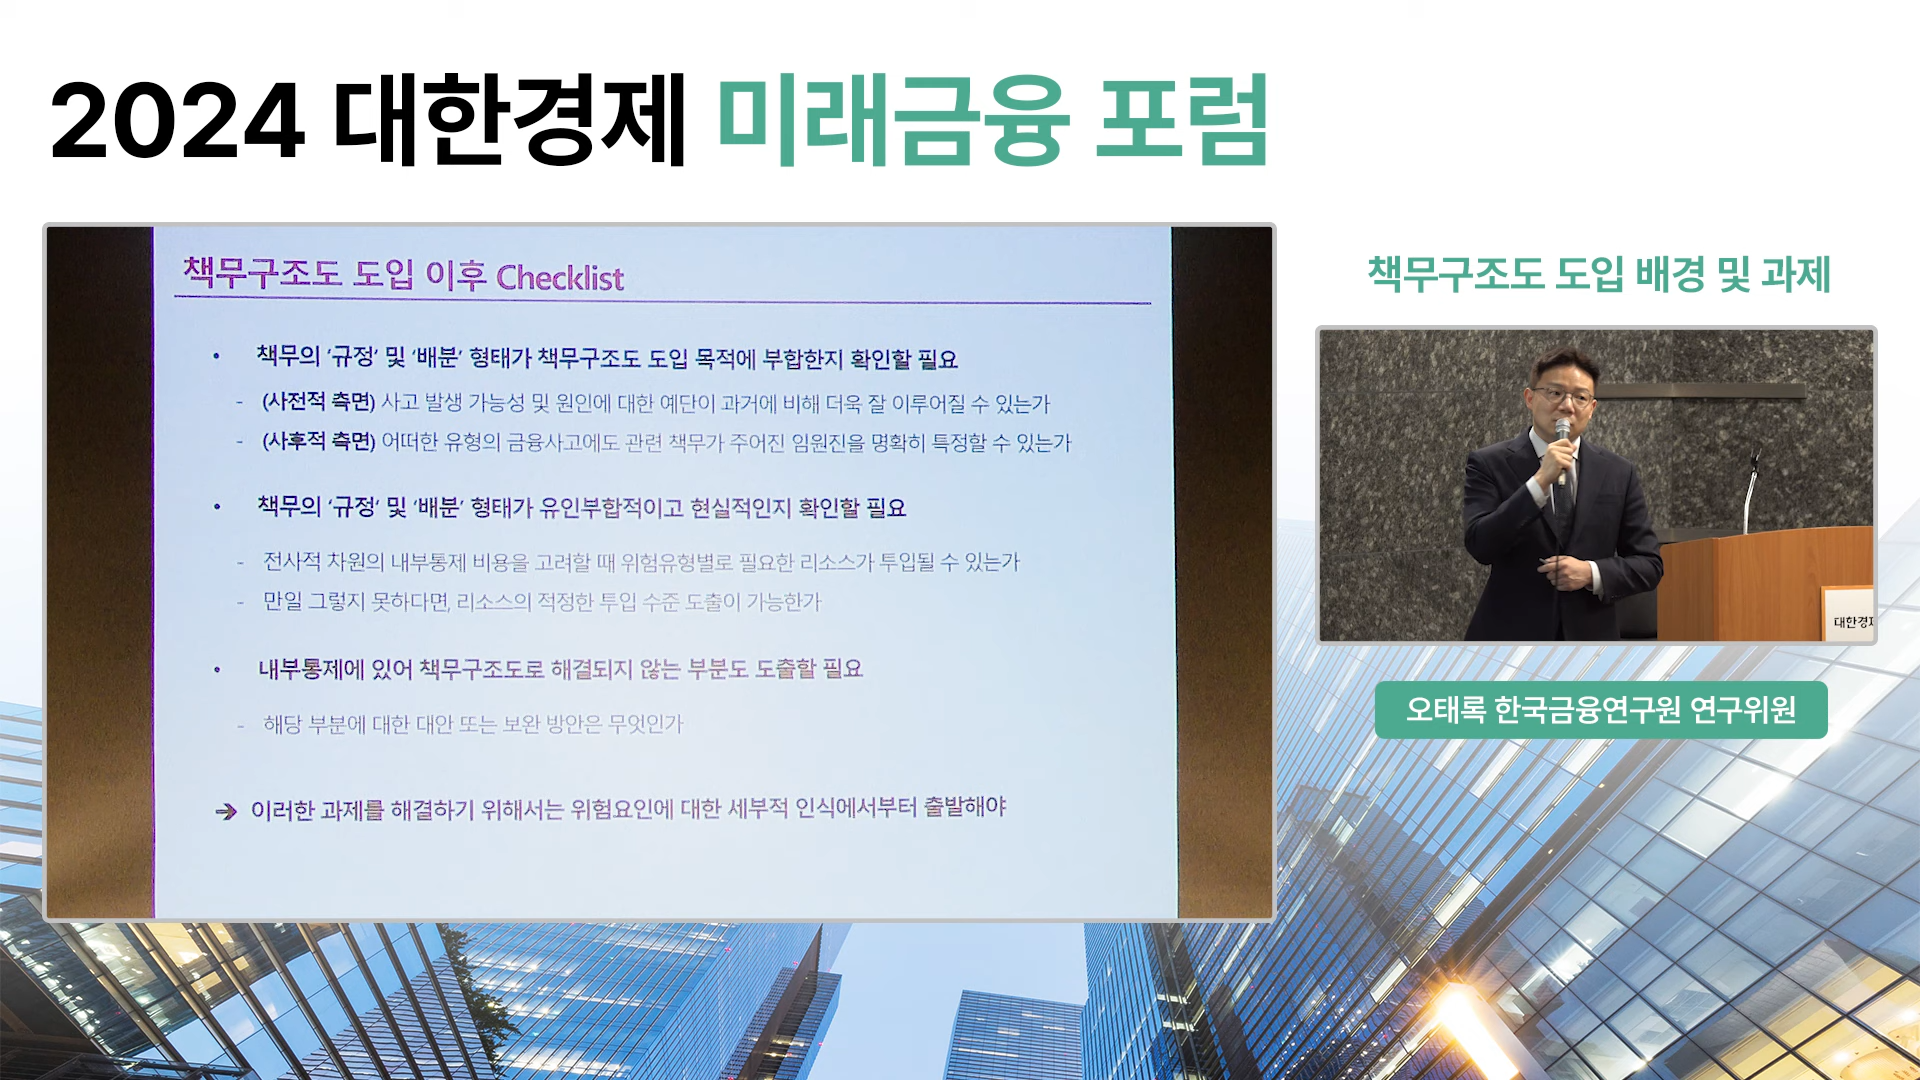 2024 대한경제 미래금융 포럼
책무구조도 도입 이후 Checklist
• 책무의 ‘규정’ 및 ‘배분’ 형태가 책무구조도 도입 목적에 부합한지 확인할 필요
- (사전적 측면) 사고 발생 가능성 및 원인에 대한 예단이 과거에 비해 더욱 잘 이루어질 수 있는가
- (사후적 측면) 어떠한 유형의 금융사고에도 관련 책무가 주어진 임원진을 명확히 특정할 수 있는가
• 책무의 ‘규정’ 및 ‘배분’ 형태가 유인부합적이고 현실적인지 확인할 필요
- 전사적 차원의 내부통제 비용을 고려할 때 위험유형별로 필요한 리소스가 투입될 수 있는가
- 만일 그렇지 못하다면, 리소스의 적정한 투입 수준 도출이 가능한가
• 내부통제에 있어 책무구조도로 해결되지 않는 부분도 도출할 필요
- 해당 부분에 대한 대안 또는 보완 방안은 무엇인가
→ 이러한 과제를 해결하기 위해서는 위험요인에 대한 세부적 인식에서부터 출발해야
책무구조도 도입 배경 및 과제
대한경제
오태록 한국금융연구원 연구위원